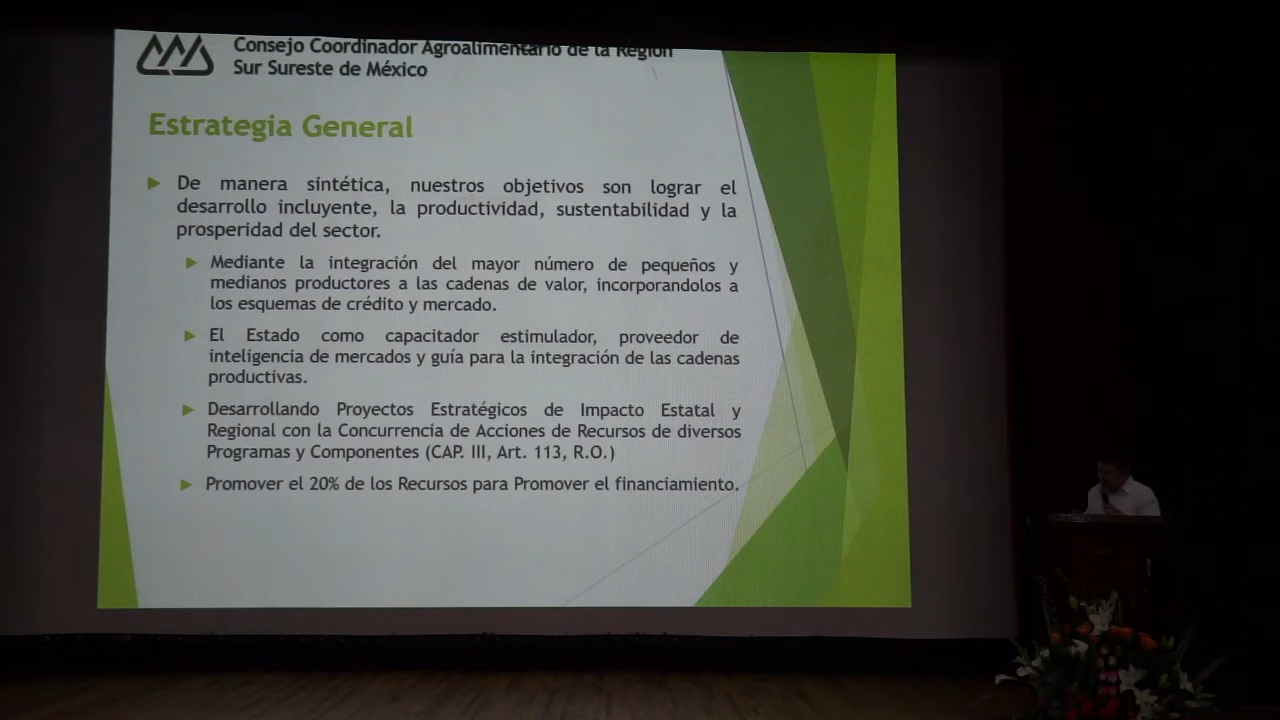 Consejo Coordinador Agroalimentario de la Región
Sur Sureste de México
Estrategia General
De manera sintética, nuestros objetivos son lograr el
desarrollo incluyente, la productividad, sustentabilidad y la
prosperidad del sector.
Mediante la integración del mayor número de pequeños y
medianos productores a las cadenas de valor, incorporandolos a
los esquemas de crédito y mercado.
El Estado como capacitador estimulador, proveedor de
inteligencia de mercados y guía para la integración de las cadenas
productivas.
Desarrollando Proyectos Estratégicos de Impacto Estatal y
Regional con la Concurrencia de Acciones de Recursos de diversos
Programas y Componentes (CAP. III, Art. 113, R.O.)
Promover el 20% de los Recursos para Promover el financiamiento.